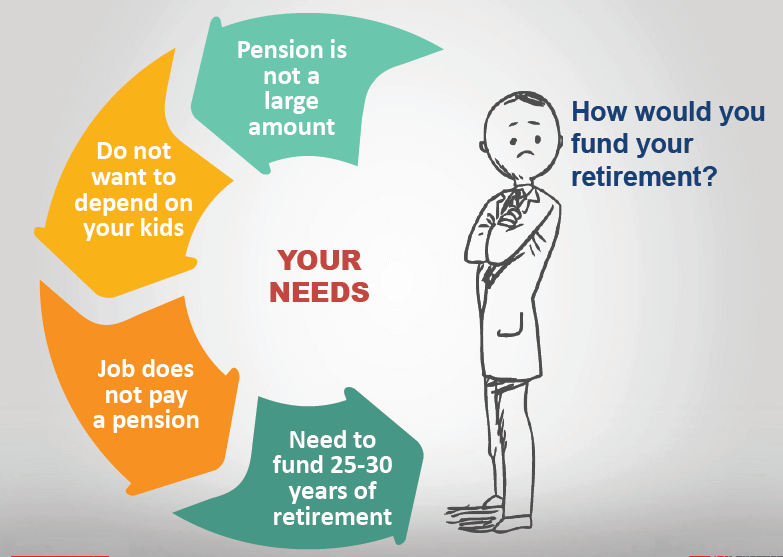 Pension is
not a
large
amount
Do not
want to
depend on
your kids
Job does
not pay
a pension
Need to
fund 25-30
years of
retirement
YOUR
NEEDS
How would you
fund your
retirement?